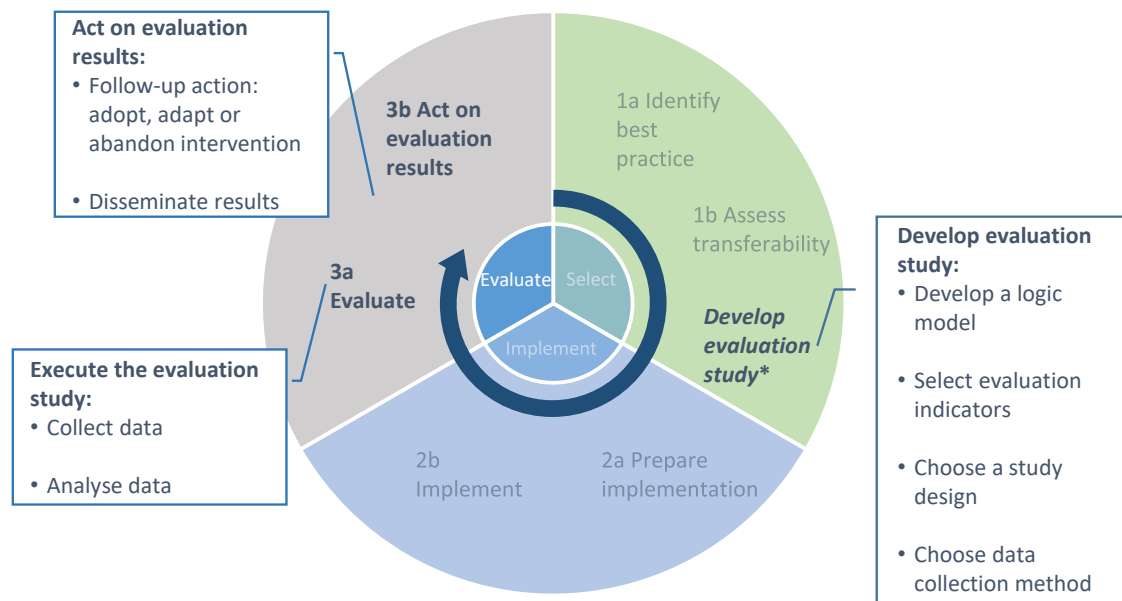 Act on evaluation
results:
• Follow-up action:
adopt, adapt or
abandon intervention
• Disseminate results
3b Act on
evaluation
results
1a Identify
best
practice
1b Assess
transferability
Develop evaluation
study:
• Develop a logic
model
• Select evaluation
indicators
• Choose a study
design
• Choose data
collection method
3a
Evaluate
Evaluate
Select
Implement
Develop
evaluation
study*
Execute the evaluation
study:
• Collect data
• Analyse data
2b
Implement
2a Prepare
implementation